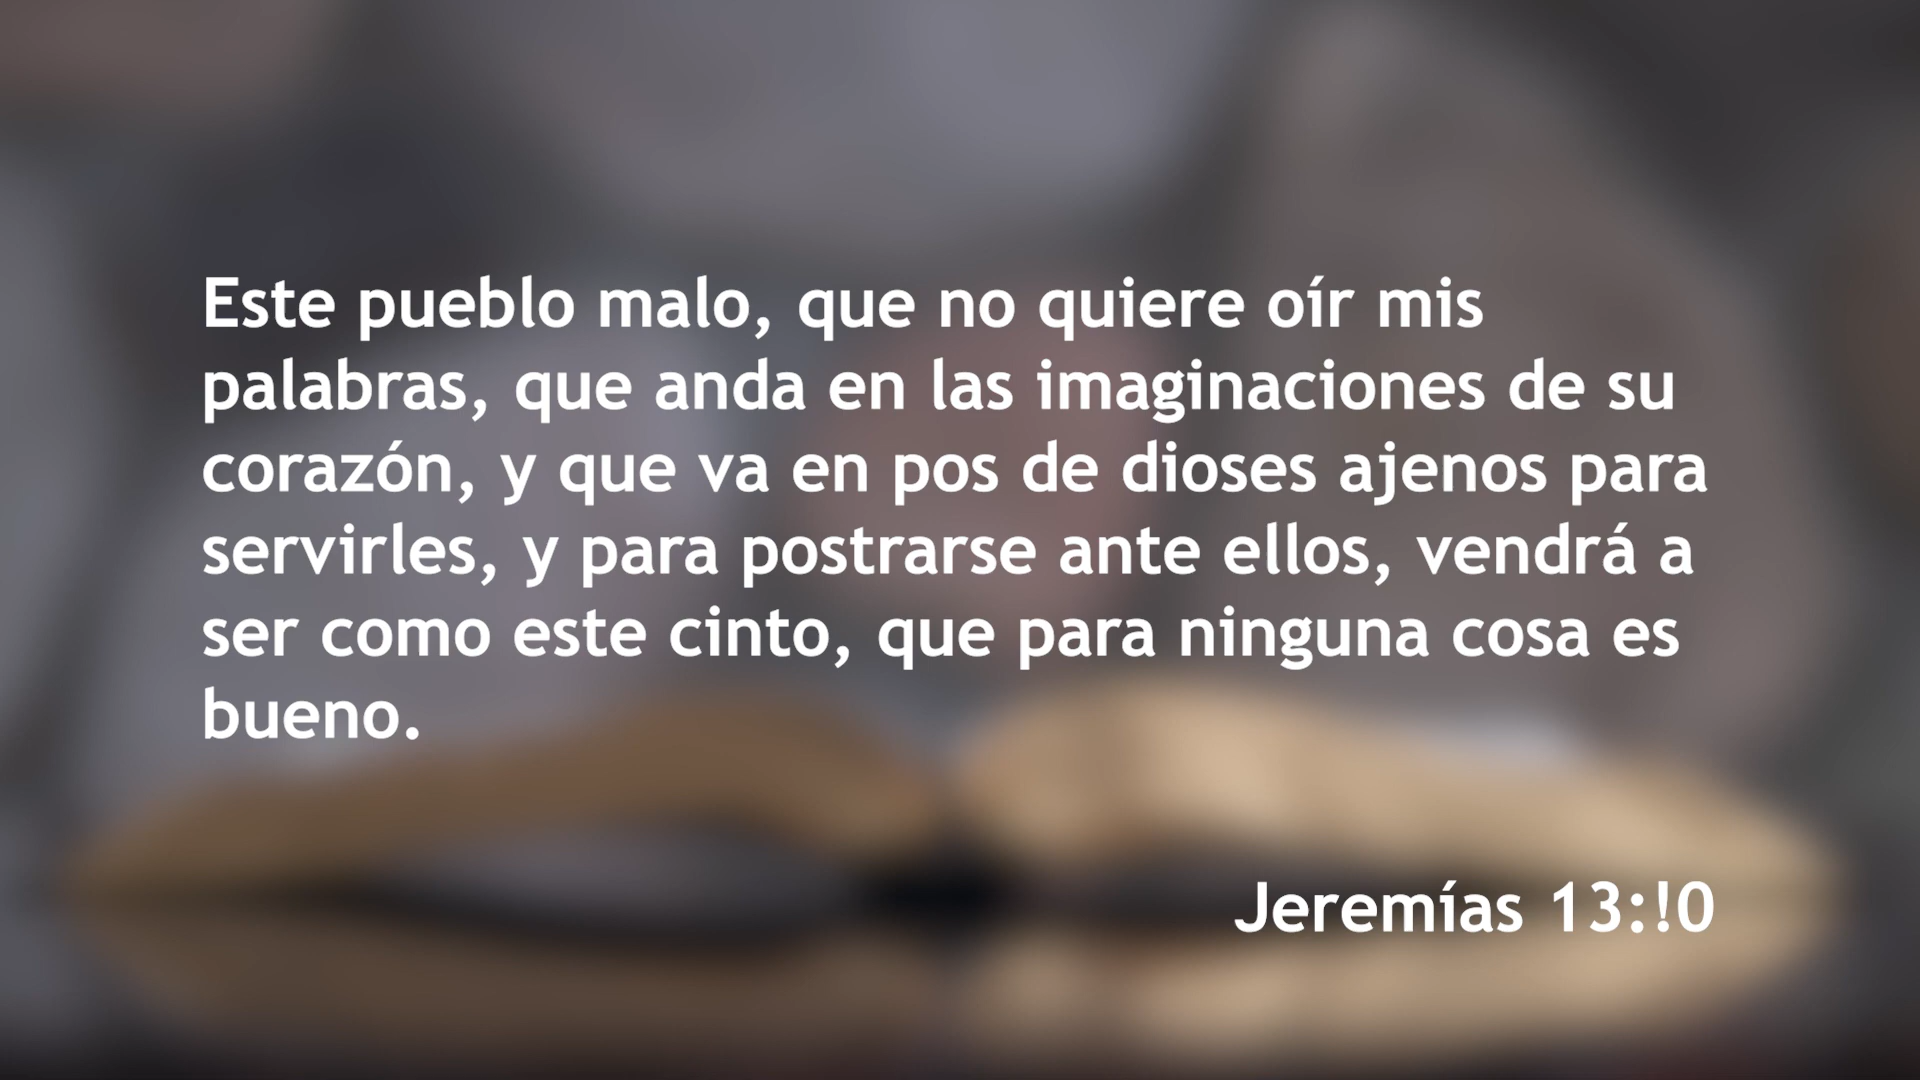 Este pueblo malo, que no quiere oír mis
palabras, que anda en las imaginaciones de su
corazón, y que va en pos de dioses ajenos para
servirles, y para postrarse ante ellos, vendrá a
ser como este cinto, que para ninguna cosa es
bueno.
Jeremías 13:!0